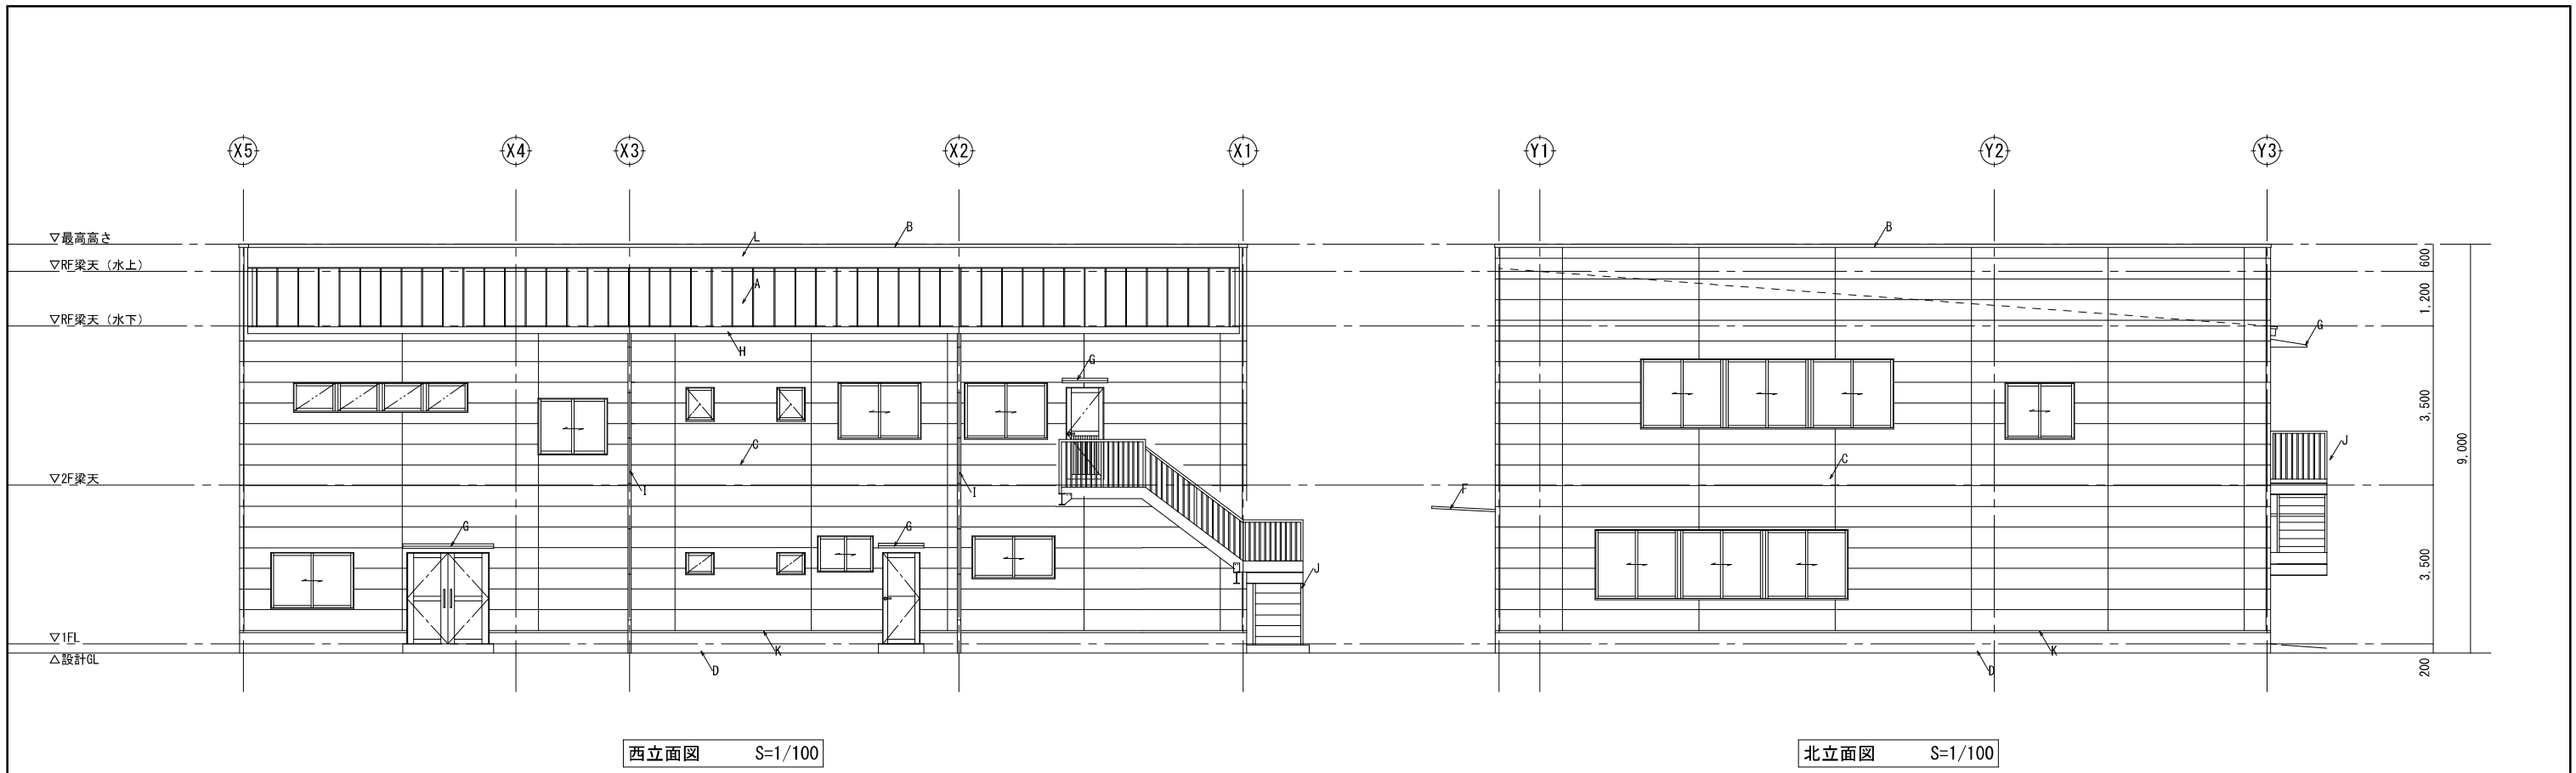 X5 X4 X3 X2 X1 Y1 Y2 Y3
▽最高高さ
▽RF梁天（水上）
▽RF梁天（水下）
▽2F梁天
▽1FL
△設計GL
L
B
A
H
G
C
I
I
G
G
J
K
D
B
G
J
C
F
K
D
600
1,200
3,500
3,500
200
9,000
西立面図 S=1/100
北立面図 S=1/100